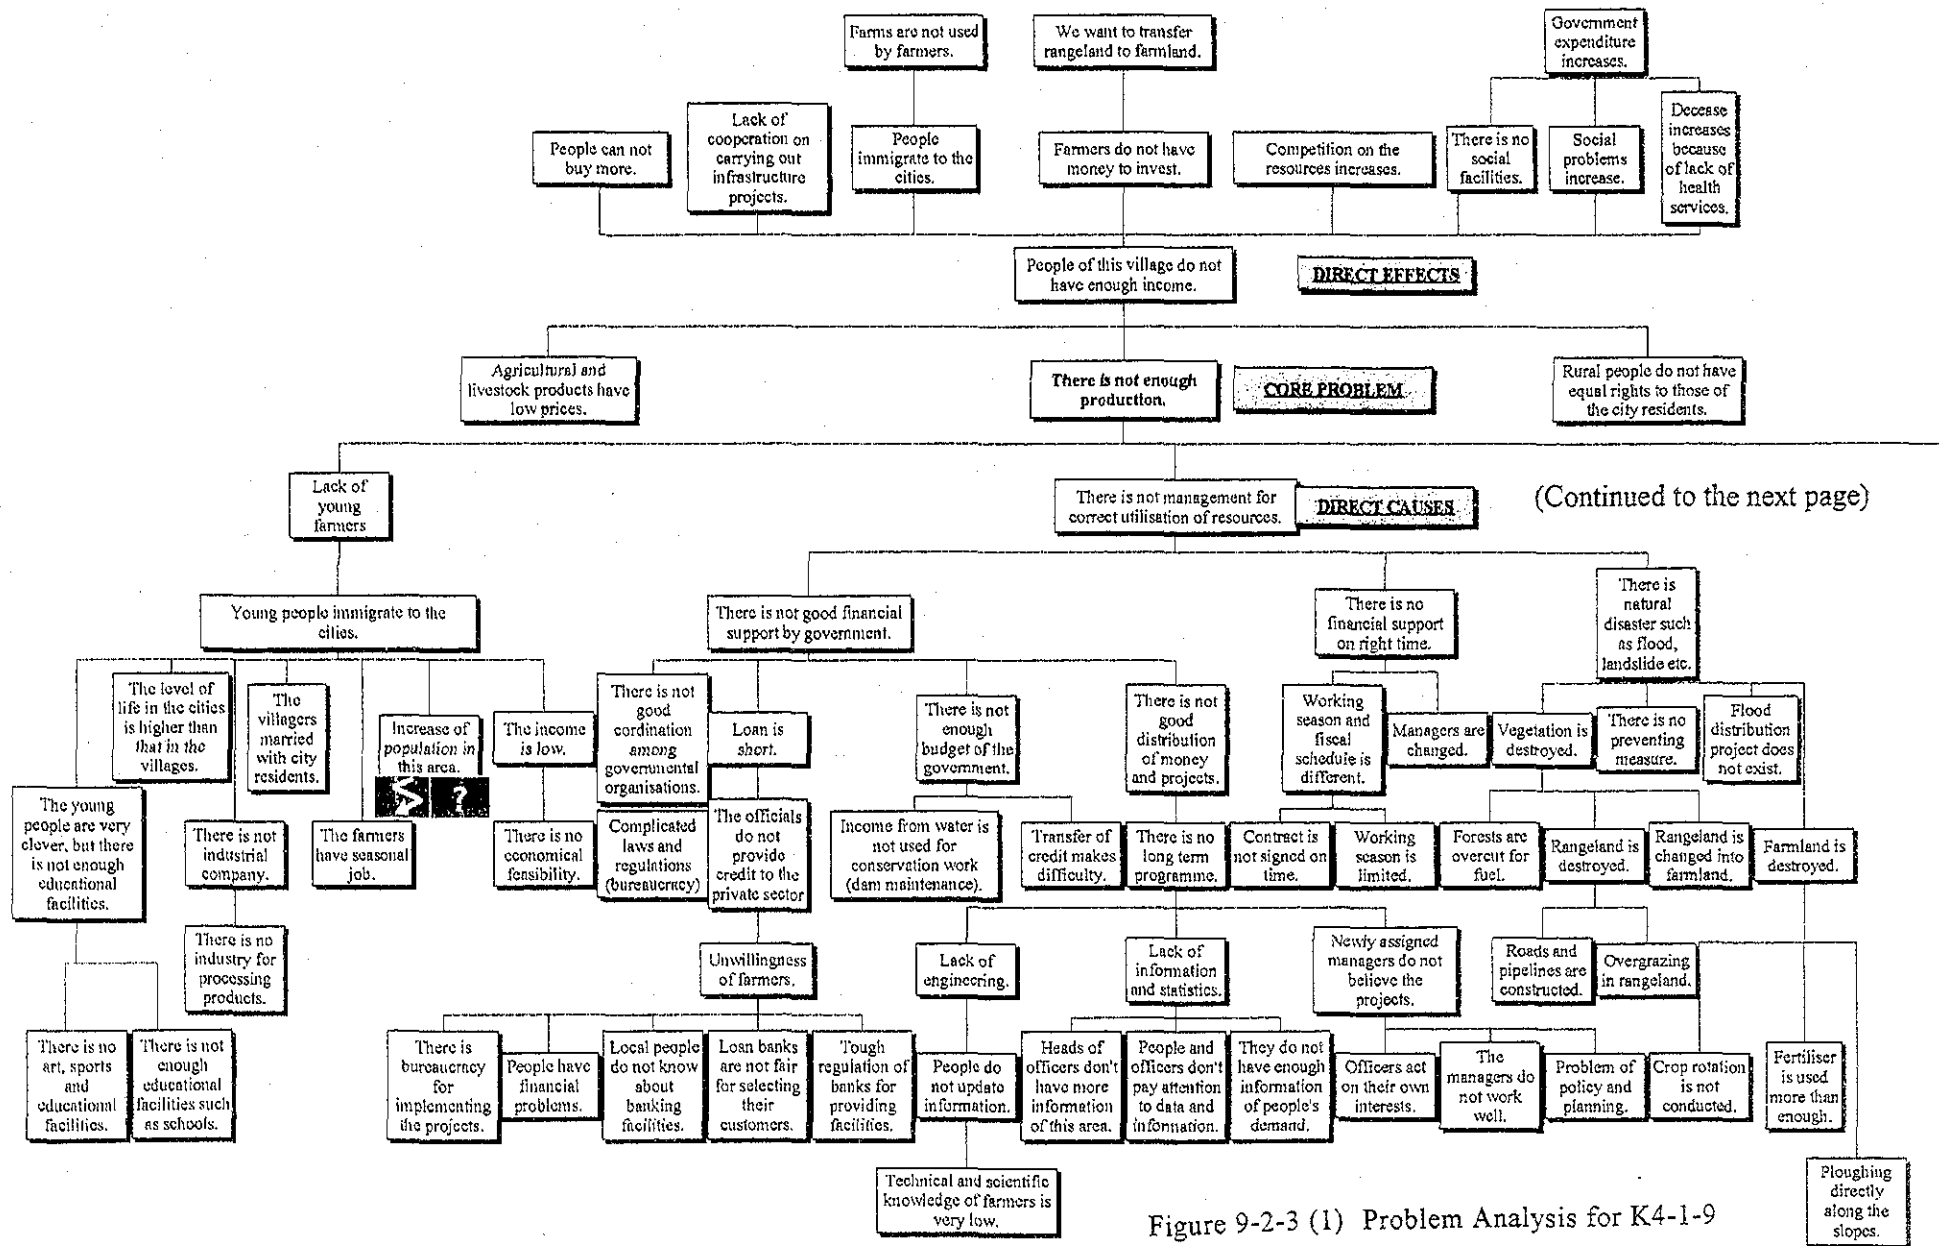 Farms are not used
by farmers.
We want to transfer
rangeland to farmland.
Government
expenditure
increases.
People can not
buy more.
Lack of
cooperation on
carrying out
infrastructure
projects.
People
immigrate to the
cities.
Farmers do not have
money to invest.
Competition on the
resources increases.
There is no
social
facilities.
Social
problems
increase.
Decease
increases
because
of lack of
health
services.
People of this village do not
have enough income.
DIRECT EFFECTS
Agricultural and
livestock products have
low prices.
There is not enough
production.
CORE PROBLEM
Rural people do not have
equal rights to those of
the city residents.
Lack of
young
farmers
There is not management for
correct utilisation of resources.
DIRECT CAUSES
(Continued to the next page)
Young people immigrate to the
cities.
There is not good financial
support by government.
There is no
financial support
on right time.
There is
natural
disaster such
as flood,
landslide etc.
The level of
life in the cities
is higher than
that in the
villages.
The
villagers
married
with city
residents.
Increase of
population in
this area.
?
The income
is low.
There is not
good
cordination
among
governmental
organisations.
Loan is
short.
There is not
enough
budget of the
government.
There is not
good
distribution
of money
and projects.
Working
season and
fiscal
schedule is
different.
Managers are
changed.
Vegetation is
destroyed.
There is no
preventing
measure.
Flood
distribution
project does
not exist.
The young
people are very
clever, but there
is not enough
educational
facilities.
There is not
industrial
company.
The farmers
have seasonal
job.
There is no
economical
feasibility.
Complicated
laws and
regulations
(bureaucracy)
The officials
do not
provide
credit to the
private sector
Income from water is
not used for
conservation work
(dam maintenance).
Transfer of
credit makes
difficulty.
There is no
long term
programme.
Contract is
not signed on
time.
Working
season is
limited.
Forests are
overcut for
fuel.
Rangeland is
destroyed.
Rangeland is
changed into
farmland.
Farmland is
destroyed.
There is no
industry for
processing
products.
Unwillingness
of farmers.
Lack of
engineering.
Lack of
information
and statistics.
Newly assigned
managers do not
believe the
projects.
Roads and
pipelines are
constructed.
Overgrazing
in rangeland.
There is no
art, sports
and
educational
facilities.
There is not
enough
educational
facilities such
as schools.
There is
bureaucracy
for
implementing
the projects.
People have
financial
problems.
Local people
do not know
about
banking
facilities.
Loan banks
are not fair
for selecting
their
customers.
Tough
regulation of
banks for
providing
facilities.
People do
not update
information.
Heads of
officers don't
have more
information
of this area.
People and
officers don't
pay attention
to data and
information.
They do not
have enough
information
of people's
demand.
Officers act
on their own
interests.
The
managers do
not work
well.
Problem of
policy and
planning.
Crop rotation
is not
conducted.
Fertiliser
is used
more than
enough.
Technical and scientific
knowledge of farmers is
very low.
Ploughing
directly
along the
slopes.
Figure 9-2-3 (1) Problem Analysis for K4-1-9